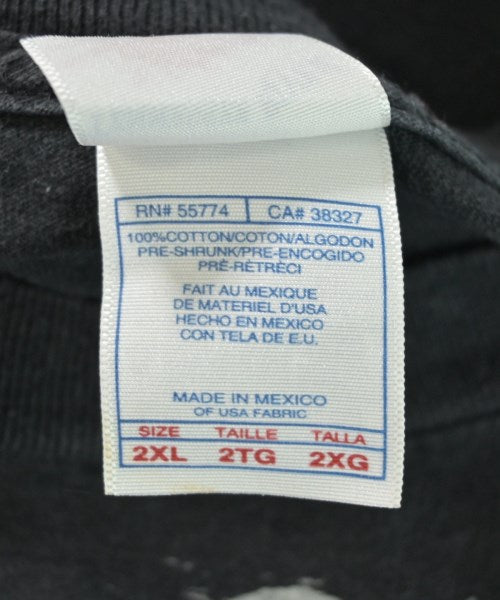 RN# 55774 CA# 38327
100%COTTON/COTON/ALGODON
PRE-SHRUNK/PRE-ENCOGIDO
PRÉ-RÉTRÉCI
FAIT AU MEXIQUE
DE MATERIEL D'USA
HECHO EN MEXICO
CON TELA DE E.U.
MADE IN MEXICO
OF USA FABRIC
SIZE TAILLE TALLA
2XL 2TG 2XG